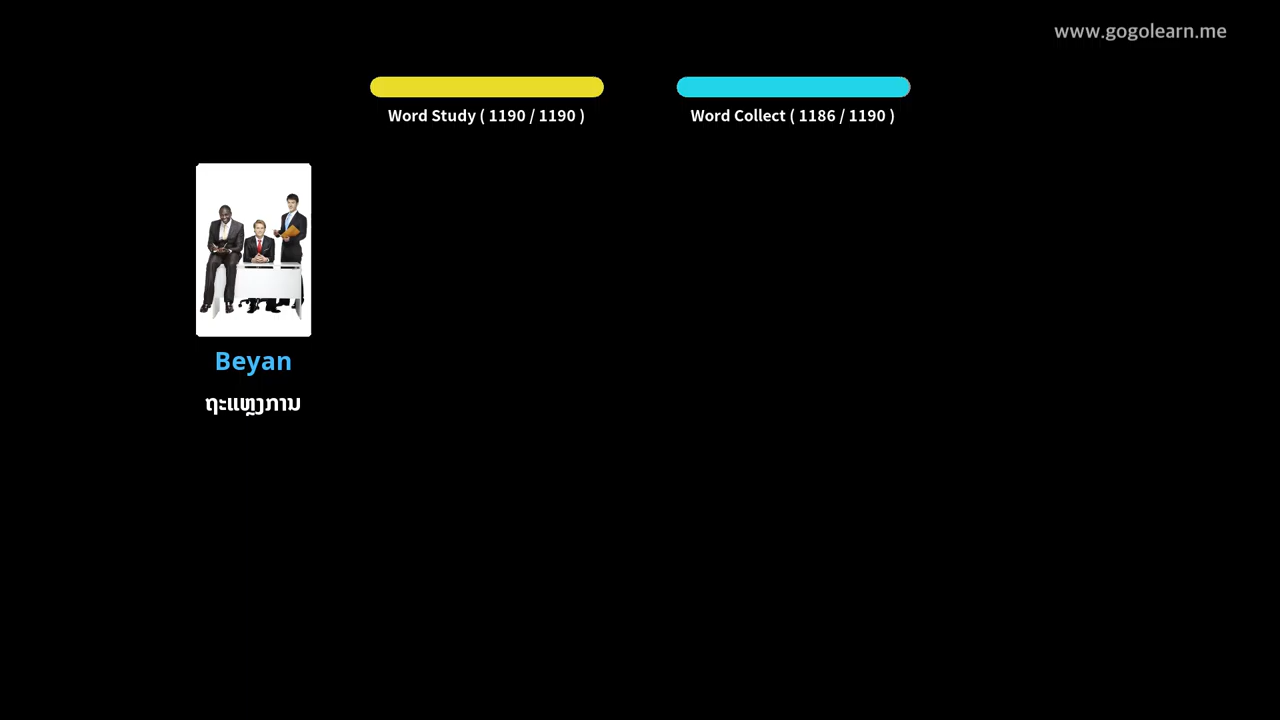 www.gogolearn.me
Word Study ( 1190 / 1190 )
Word Collect ( 1186 / 1190 )
Beyan
ຖະແຫຼງການ